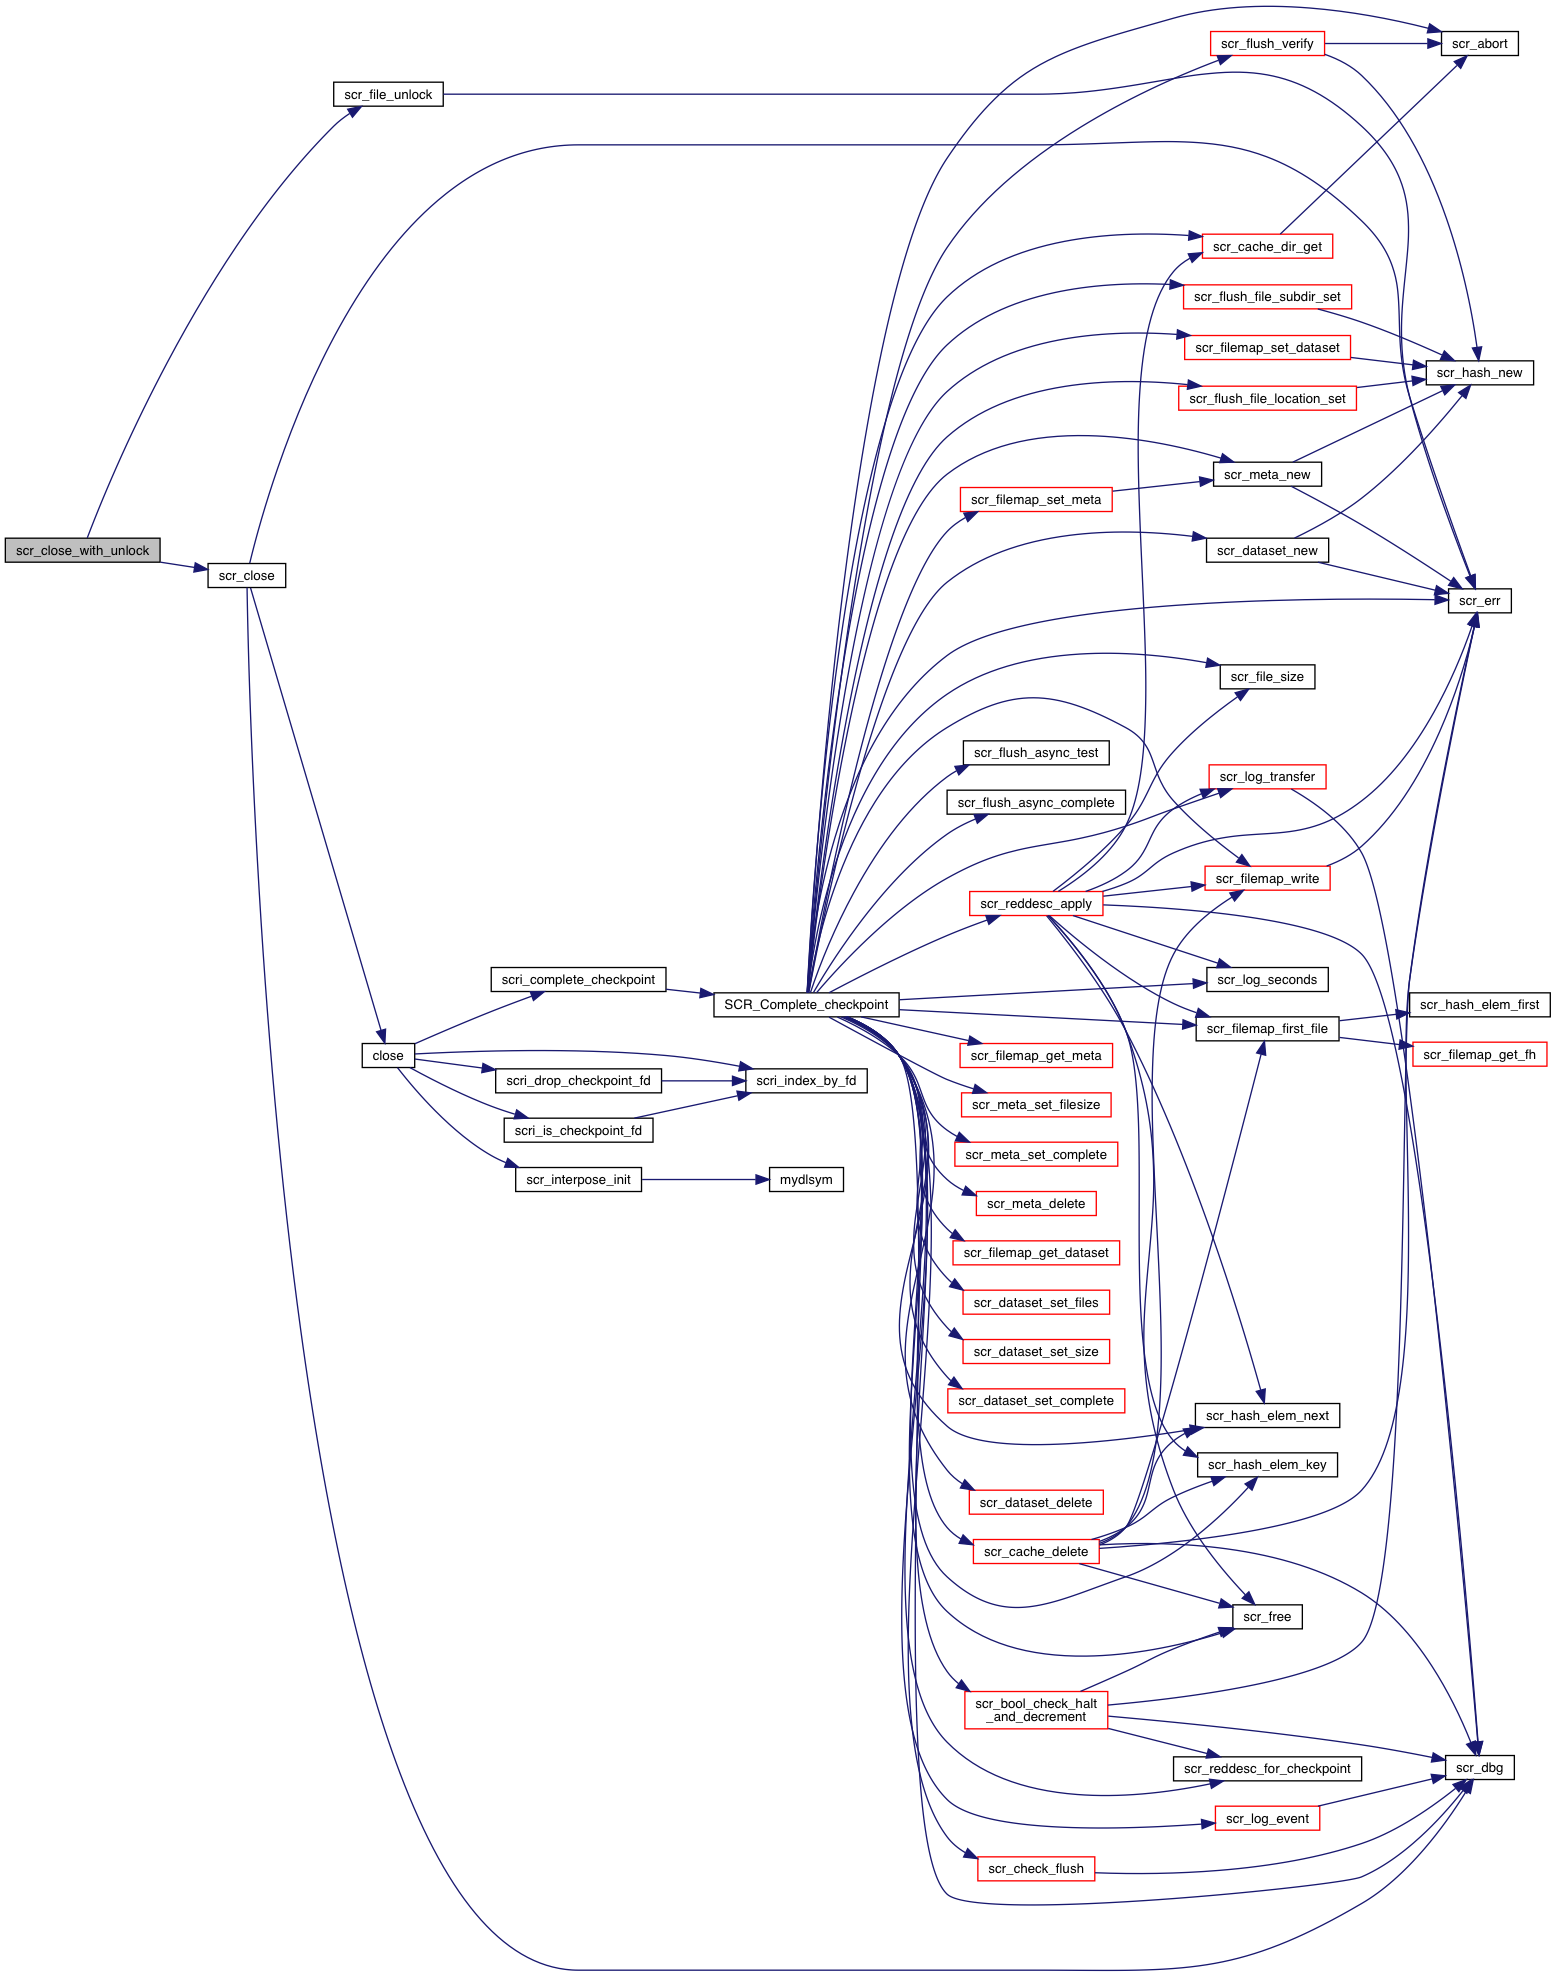 scr_flush_verify
scr_abort
scr_file_unlock
scr_cache_dir_get
scr_flush_file_subdir_set
scr_filemap_set_dataset
scr_hash_new
scr_flush_file_location_set
scr_meta_new
scr_filemap_set_meta
scr_close_with_unlock
scr_dataset_new
scr_close
scr_err
scr_file_size
scr_flush_async_test
scr_log_transfer
scr_flush_async_complete
scr_filemap_write
scr_reddesc_apply
scri_complete_checkpoint
scr_log_seconds
SCR_Complete_checkpoint
scr_hash_elem_first
scr_filemap_first_file
close
scr_filemap_get_meta
scr_filemap_get_fh
scri_drop_checkpoint_fd
scri_index_by_fd
scr_meta_set_filesize
scri_is_checkpoint_fd
scr_meta_set_complete
scr_interpose_init
mydlsym
scr_meta_delete
scr_filemap_get_dataset
scr_dataset_set_files
scr_dataset_set_size
scr_dataset_set_complete
scr_hash_elem_next
scr_hash_elem_key
scr_dataset_delete
scr_cache_delete
scr_free
scr_bool_check_halt
_and_decrement
scr_reddesc_for_checkpoint
scr_dbg
scr_log_event
scr_check_flush